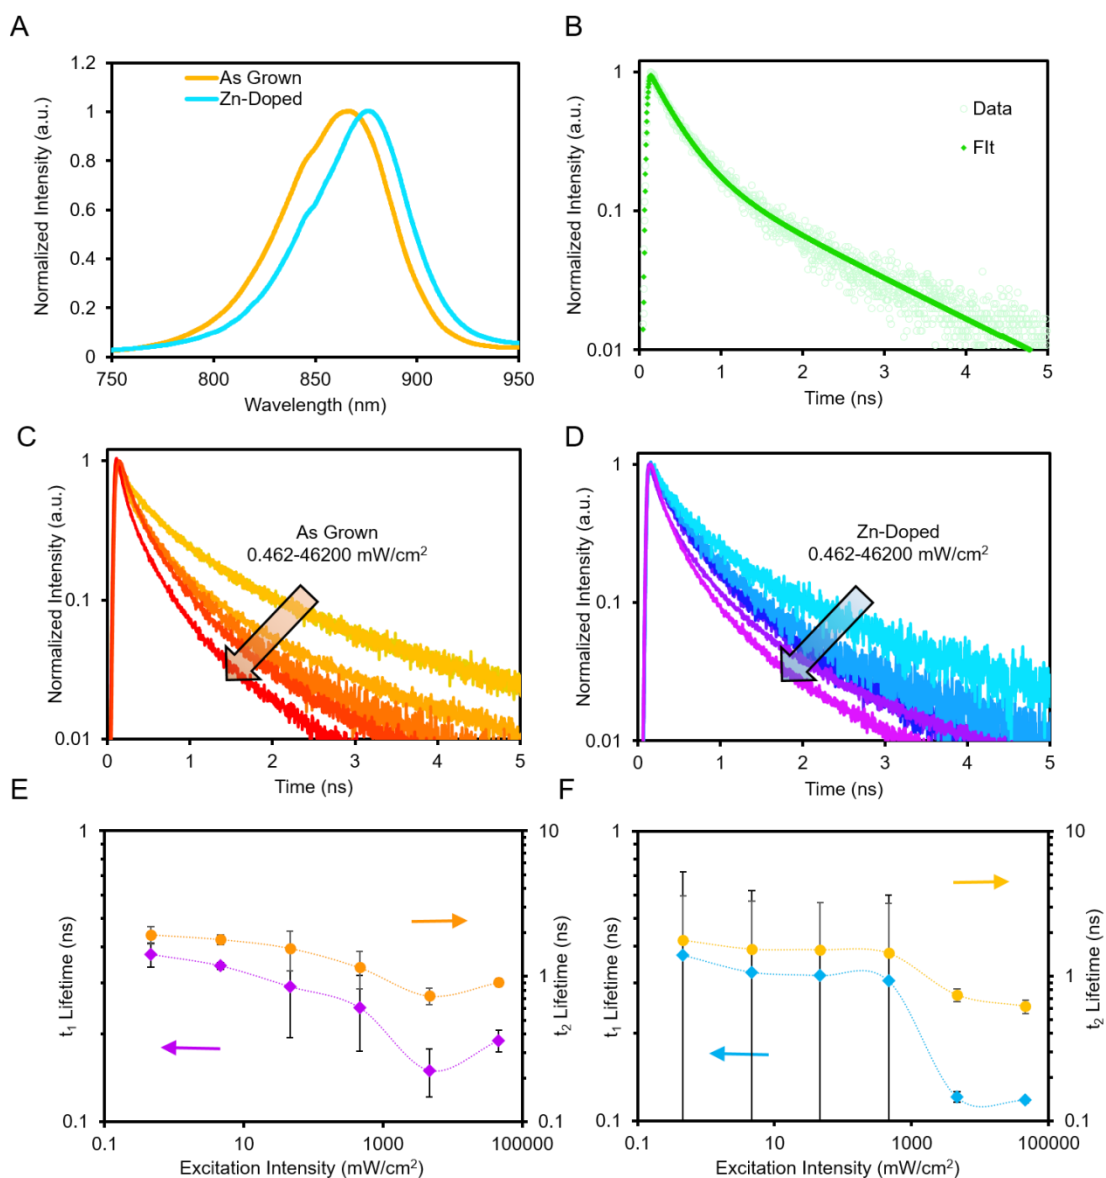 A
Normalized Intensity (a.u.)
1.2
1
0.8
0.6
0.4
0.2
0
As Grown
Zn-Doped
750 800 850 900 950
Wavelength (nm)
B
Normalized Intensity (a.u.)
1
0.1
0.01
Data
FIt
0 1 2 3 4 5
Time (ns)
C
Normalized Intensity (a.u.)
1
0.1
0.01
As Grown
0.462-46200 mW/cm²
0 1 2 3 4 5
Time (ns)
D
Normalized Intensity (a.u.)
1
0.1
0.01
Zn-Doped
0.462-46200 mW/cm²
0 1 2 3 4 5
Time (ns)
E
t₁ Lifetime (ns)
1
0.1
10
1
0.1
t₂ Lifetime (ns)
0.1 10 1000 100000
Excitation Intensity (mW/cm²)
F
t₁ Lifetime (ns)
1
0.1
10
1
0.1
t₂ Lifetime (ns)
0.1 10 1000 100000
Excitation Intensity (mW/cm²)